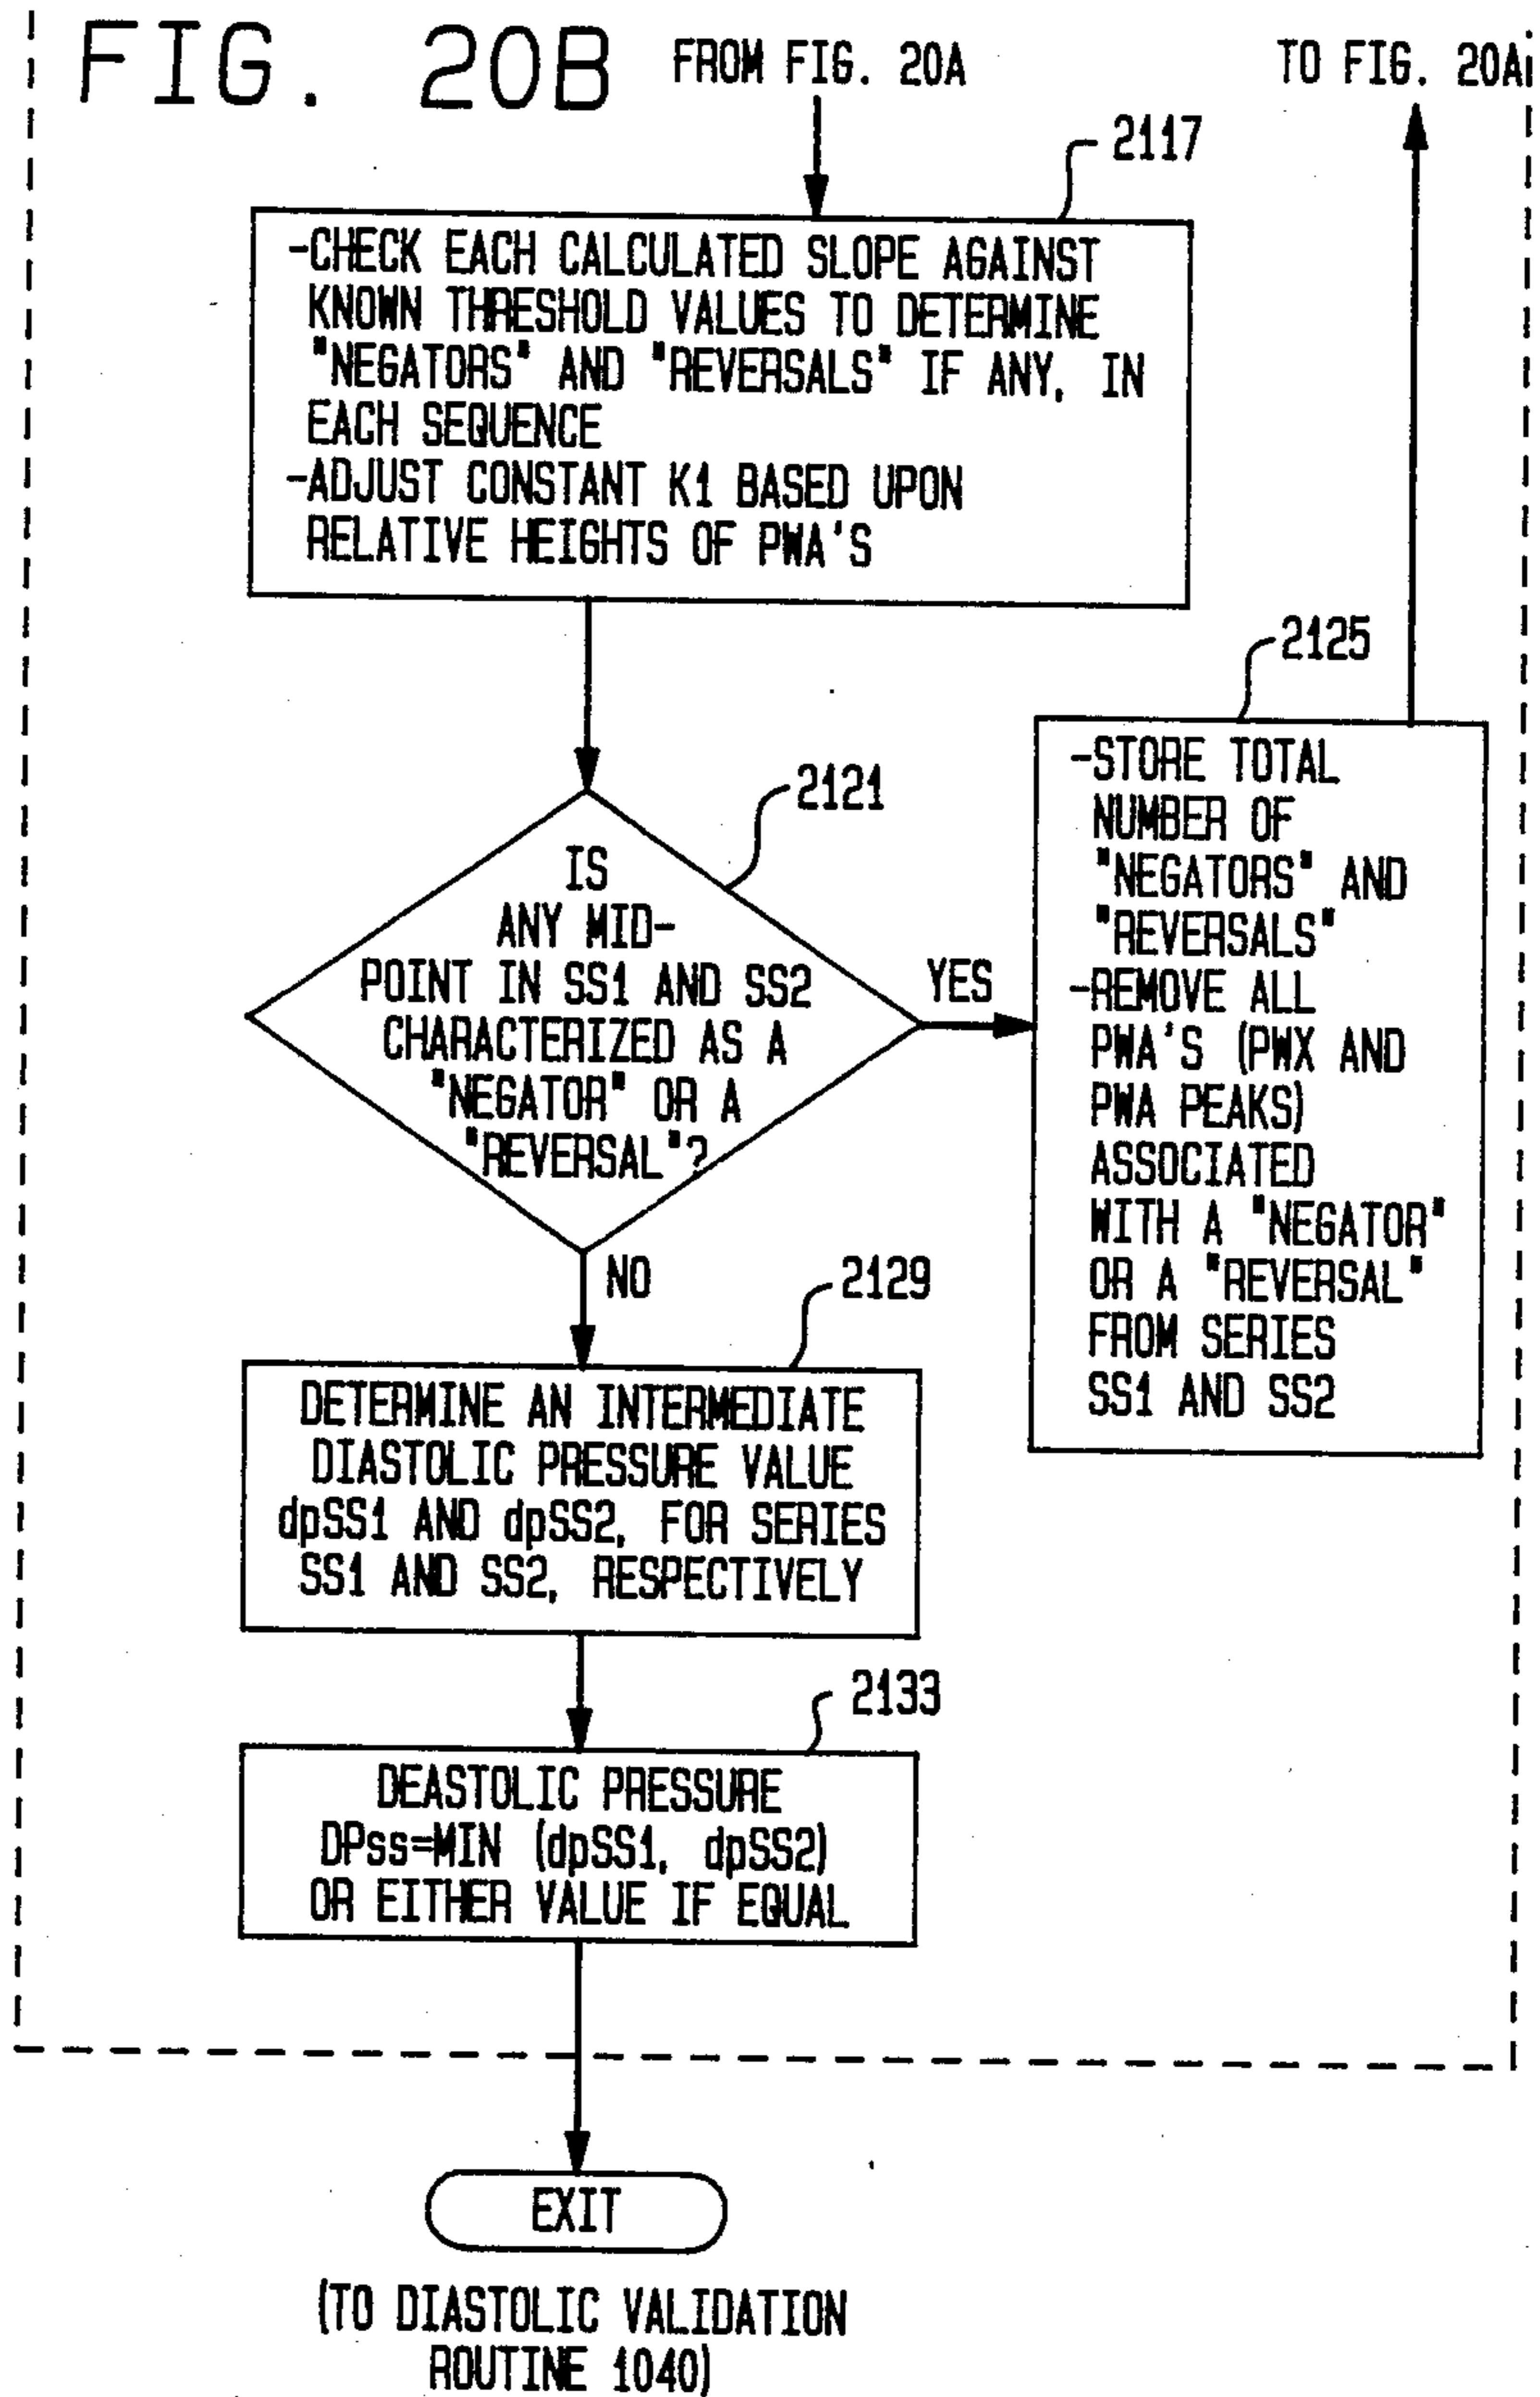 FIG. 20B
FROM FIG. 20A
TO FIG. 20A
2117
-CHECK EACH CALCULATED SLOPE AGAINST
KNOWN THRESHOLD VALUES TO DETERMINE
"NEGATORS" AND "REVERSALS" IF ANY, IN
EACH SEQUENCE
-ADJUST CONSTANT K1 BASED UPON
RELATIVE HEIGHTS OF PWA'S
2121
IS
ANY MID-
POINT IN SS1 AND SS2
CHARACTERIZED AS A
"NEGATOR" OR A
"REVERSAL"?
YES
NO
2125
-STORE TOTAL
NUMBER OF
"NEGATORS" AND
"REVERSALS"
-REMOVE ALL
PWA'S (PWX AND
PWA PEAKS)
ASSOCIATED
WITH A "NEGATOR"
OR A "REVERSAL"
FROM SERIES
SS1 AND SS2
2129
DETERMINE AN INTERMEDIATE
DIASTOLIC PRESSURE VALUE
dpSS1 AND dpSS2, FOR SERIES
SS1 AND SS2, RESPECTIVELY
2133
DEASTOLIC PRESSURE
DPss=MIN (dpSS1, dpSS2)
OR EITHER VALUE IF EQUAL
EXIT
(TO DIASTOLIC VALIDATION
ROUTINE 1040)